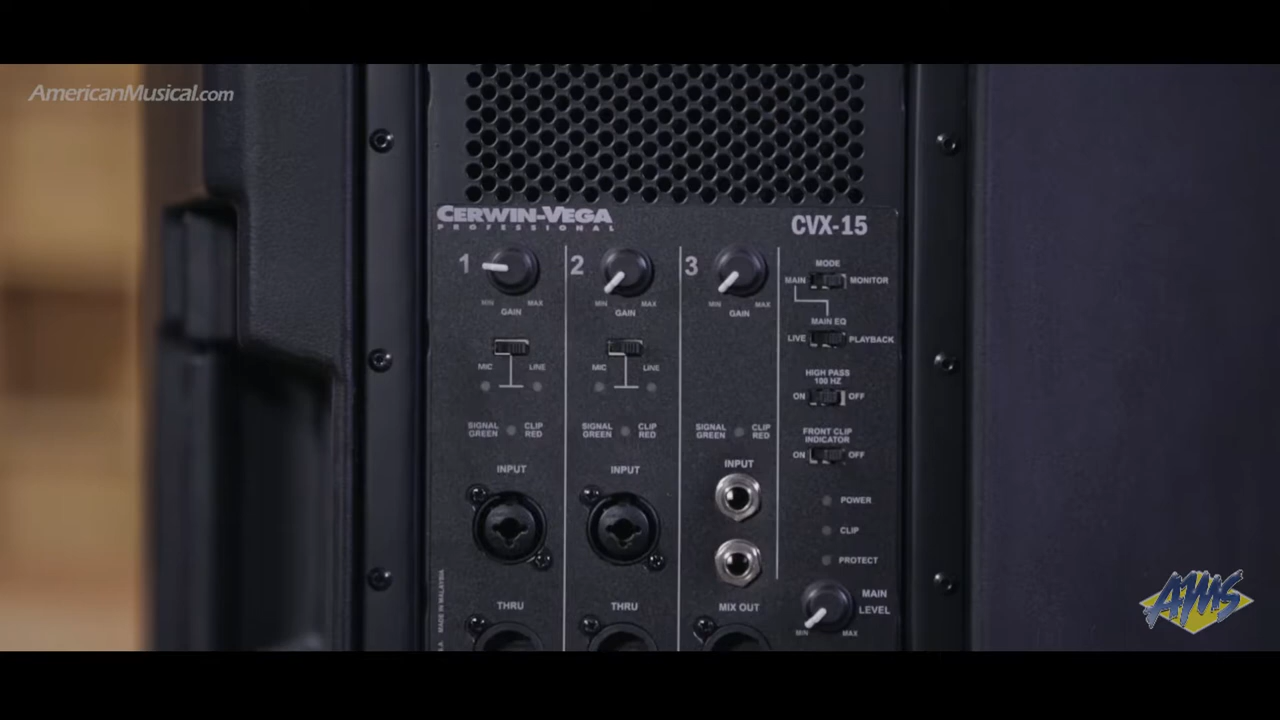 AmericanMusical.com
CERWIN-VEGA
PROFESSIONAL
CVX-15
1
MIN MAX
GAIN
MIC LINE
SIGNAL GREEN
CLIP RED
INPUT
THRU
2
MIN MAX
GAIN
MIC LINE
SIGNAL GREEN
CLIP RED
INPUT
THRU
3
MIN MAX
GAIN
SIGNAL GREEN
CLIP RED
INPUT
MIX OUT
MODE
MAIN MONITOR
MAIN EQ
LIVE PLAYBACK
HIGH PASS
100 HZ
ON OFF
FRONT CLIP
INDICATOR
ON OFF
POWER
CLIP
PROTECT
MAIN
LEVEL
MIN MAX
MADE IN MALAYSIA
AMS